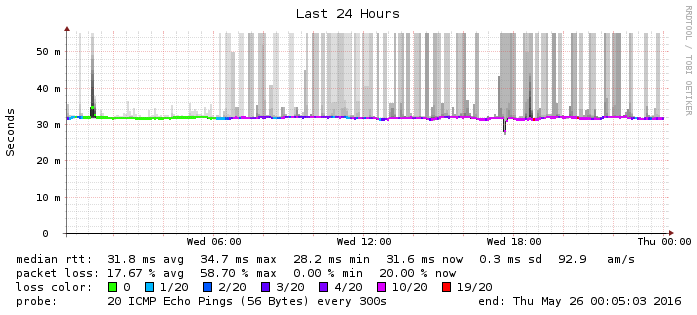 Last 24 Hours
RRDTOOL / TOBI OETIKER
Seconds
50 m
40 m
30 m
20 m
10 m
0
Wed 06:00 Wed 12:00 Wed 18:00 Thu 00:00
median rtt: 31.8 ms avg 34.7 ms max 28.2 ms min 31.6 ms now 0.3 ms sd 92.9 am/s
packet loss: 17.67 % avg 58.70 % max 0.00 % min 20.00 % now
loss color: 0 1/20 2/20 3/20 4/20 10/20 19/20
probe: 20 ICMP Echo Pings (56 Bytes) every 300s end: Thu May 26 00:05:03 2016